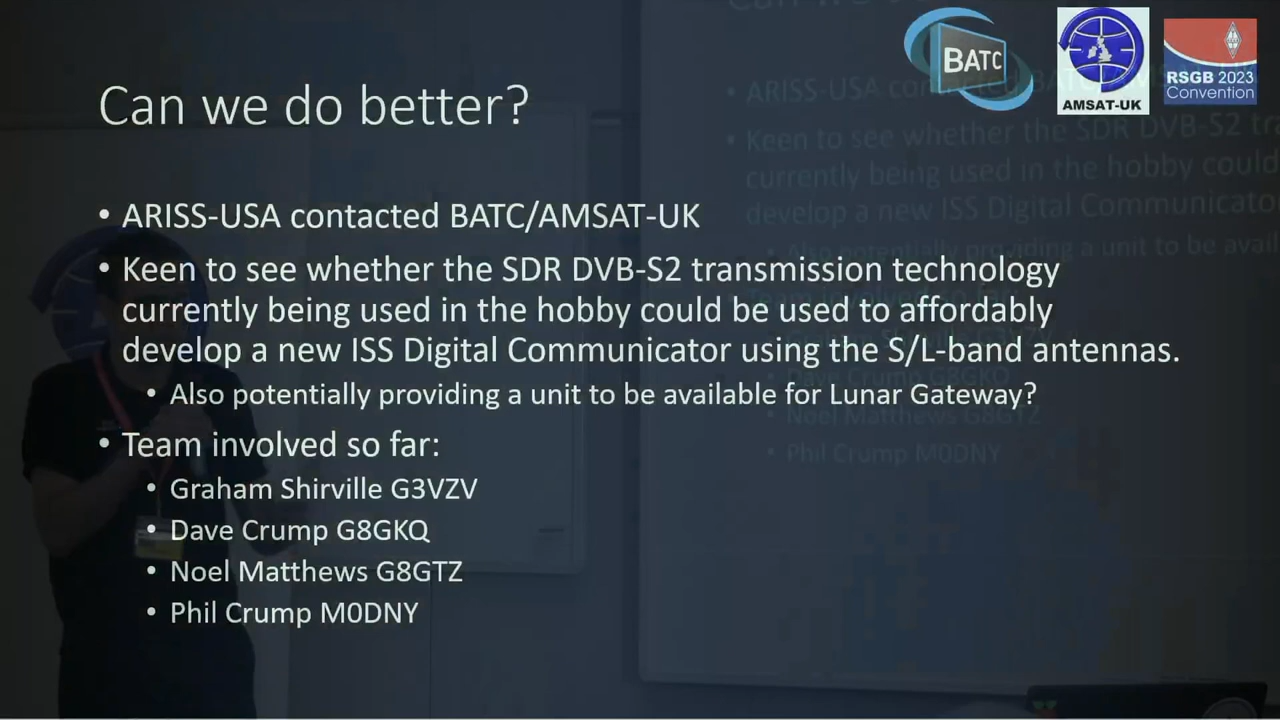 BATC
AMSAT-UK
RSGB 2023
Convention
Can we do better?
• ARISS-USA contacted BATC/AMSAT-UK
• Keen to see whether the SDR DVB-S2 transmission technology
currently being used in the hobby could be used to affordably
develop a new ISS Digital Communicator using the S/L-band antennas.
• Also potentially providing a unit to be available for Lunar Gateway?
• Team involved so far:
• Graham Shirville G3VZV
• Dave Crump G8GKQ
• Noel Matthews G8GTZ
• Phil Crump M0DNY